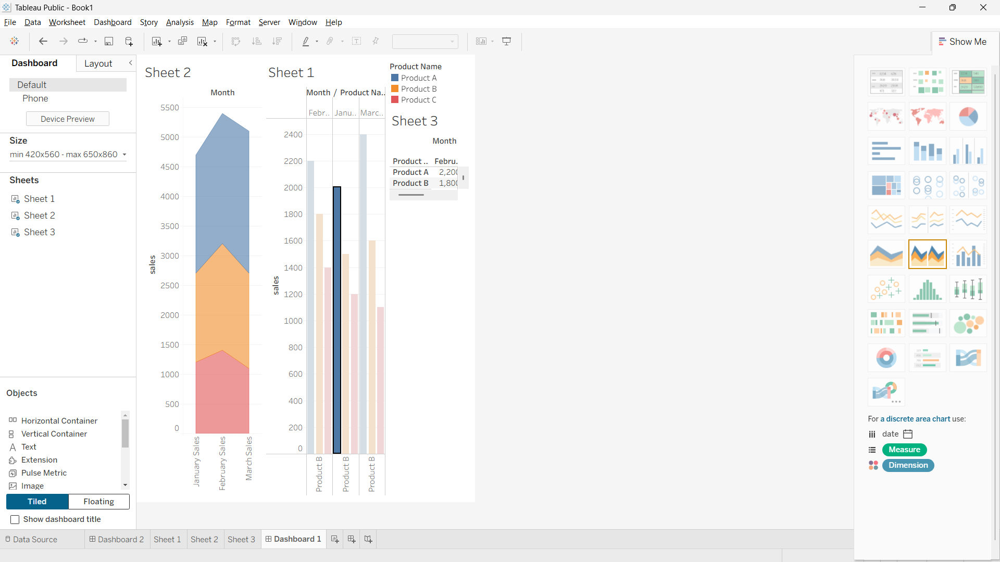 Tableau Public - Book1
File Data Worksheet Dashboard Story Analysis Map Format Server Window Help
Show Me
Dashboard Layout
Default
Phone
Device Preview
Size
min 420x560 - max 650x860
Sheets
Sheet 1
Sheet 2
Sheet 3
Objects
Horizontal Container
Vertical Container
Text
Extension
Pulse Metric
Image
Tiled Floating
Show dashboard title
Sheet 2
Month
5500
5000
4500
4000
3500
3000
2500
2000
1500
1000
500
0
sales
January Sales
February Sales
March Sales
Sheet 1
Month / Product Na..
Febr.. Janu.. Marc..
2400
2200
2000
1800
1600
1400
1200
1000
800
600
400
200
0
sales
Product B
Product B
Product B
Product Name
Product A
Product B
Product C
Sheet 3
Month
Product .. Febru.
Product A 2,200
Product B 1,800
For a discrete area chart use:
date
Measure
Dimension
Data Source Dashboard 2 Sheet 1 Sheet 2 Sheet 3 Dashboard 1